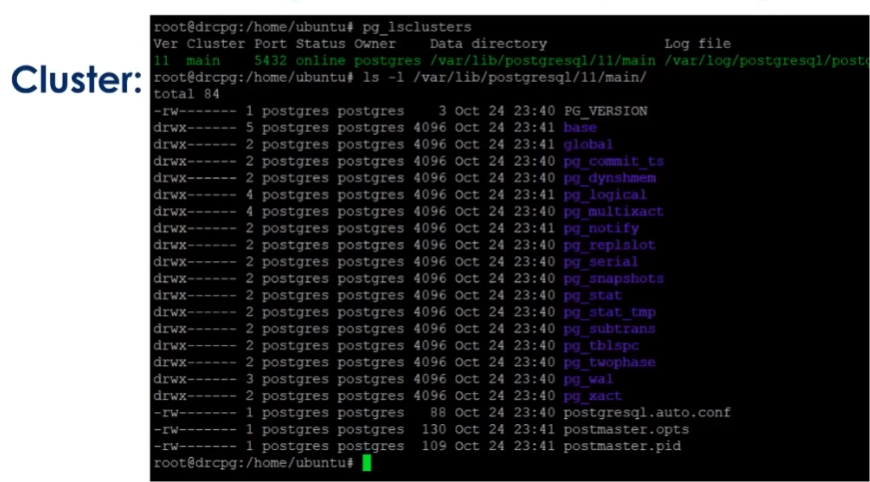 Cluster:
root@drcpg:/home/ubuntu# pg_lsclusters
Ver Cluster Port Status Owner    Data directory              Log file
11  main    5432 online postgres /var/lib/postgresql/11/main /var/log/postgresql/postg
root@drcpg:/home/ubuntu# ls -l /var/lib/postgresql/11/main/
total 84
-rw------- 1 postgres postgres    3 Oct 24 23:40 PG_VERSION
drwx------ 5 postgres postgres 4096 Oct 24 23:41 base
drwx------ 2 postgres postgres 4096 Oct 24 23:41 global
drwx------ 2 postgres postgres 4096 Oct 24 23:40 pg_commit_ts
drwx------ 2 postgres postgres 4096 Oct 24 23:40 pg_dynshmem
drwx------ 4 postgres postgres 4096 Oct 24 23:41 pg_logical
drwx------ 4 postgres postgres 4096 Oct 24 23:40 pg_multixact
drwx------ 2 postgres postgres 4096 Oct 24 23:41 pg_notify
drwx------ 2 postgres postgres 4096 Oct 24 23:40 pg_replslot
drwx------ 2 postgres postgres 4096 Oct 24 23:40 pg_serial
drwx------ 2 postgres postgres 4096 Oct 24 23:40 pg_snapshots
drwx------ 2 postgres postgres 4096 Oct 24 23:40 pg_stat
drwx------ 2 postgres postgres 4096 Oct 24 23:40 pg_stat_tmp
drwx------ 2 postgres postgres 4096 Oct 24 23:40 pg_subtrans
drwx------ 2 postgres postgres 4096 Oct 24 23:40 pg_tblspc
drwx------ 2 postgres postgres 4096 Oct 24 23:40 pg_twophase
drwx------ 3 postgres postgres 4096 Oct 24 23:40 pg_wal
drwx------ 2 postgres postgres 4096 Oct 24 23:40 pg_xact
-rw------- 1 postgres postgres   88 Oct 24 23:40 postgresql.auto.conf
-rw------- 1 postgres postgres  130 Oct 24 23:41 postmaster.opts
-rw------- 1 postgres postgres  109 Oct 24 23:41 postmaster.pid
root@drcpg:/home/ubuntu#